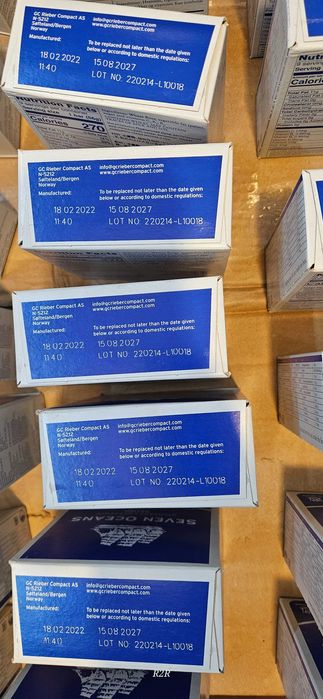 GC Rieber Compact AS
N-5212
Søfteland/Bergen
Norway
info@gcriebercompact.com
www.gcriebercompact.com
Manufactured:
To be replaced not later than the date given
below or according to domestic regulations:
18 02 2022 15 08 2027
11:40 LOT NO: 220214-L10018
Nutrition Facts
Calories 270
GC Rieber Compact AS
N-5212
Søfteland/Bergen
Norway
info@gcriebercompact.com
www.gcriebercompact.com
Manufactured:
To be replaced not later than the date given
below or according to domestic regulations:
18 02 2022 15 08 2027
11:40 LOT NO: 220214-L10018
GC Rieber Compact AS
N-5212
Søfteland/Bergen
Norway
info@gcriebercompact.com
www.gcriebercompact.com
Manufactured:
To be replaced not later than the date given
below or according to domestic regulations:
18 02 2022 15 08 2027
11:40 LOT NO: 220214-L10018
GC Rieber Compact AS
N-5212
Søfteland/Bergen
Norway
info@gcriebercompact.com
www.gcriebercompact.com
Manufactured:
To be replaced not later than the date given
below or according to domestic regulations:
18 02 2022 15 08 2027
11:40 LOT NO: 220214-L10018
SEVEN OCEANS
GC Rieber Compact AS
N-5212
Søfteland/Bergen
Norway
info@gcriebercompact.com
www.gcriebercompact.com
Manufactured:
To be replaced not later than the date given
below or according to domestic regulations:
18 02 2022 15 08 2027
11:40 LOT NO: 220214-L10018
R2R